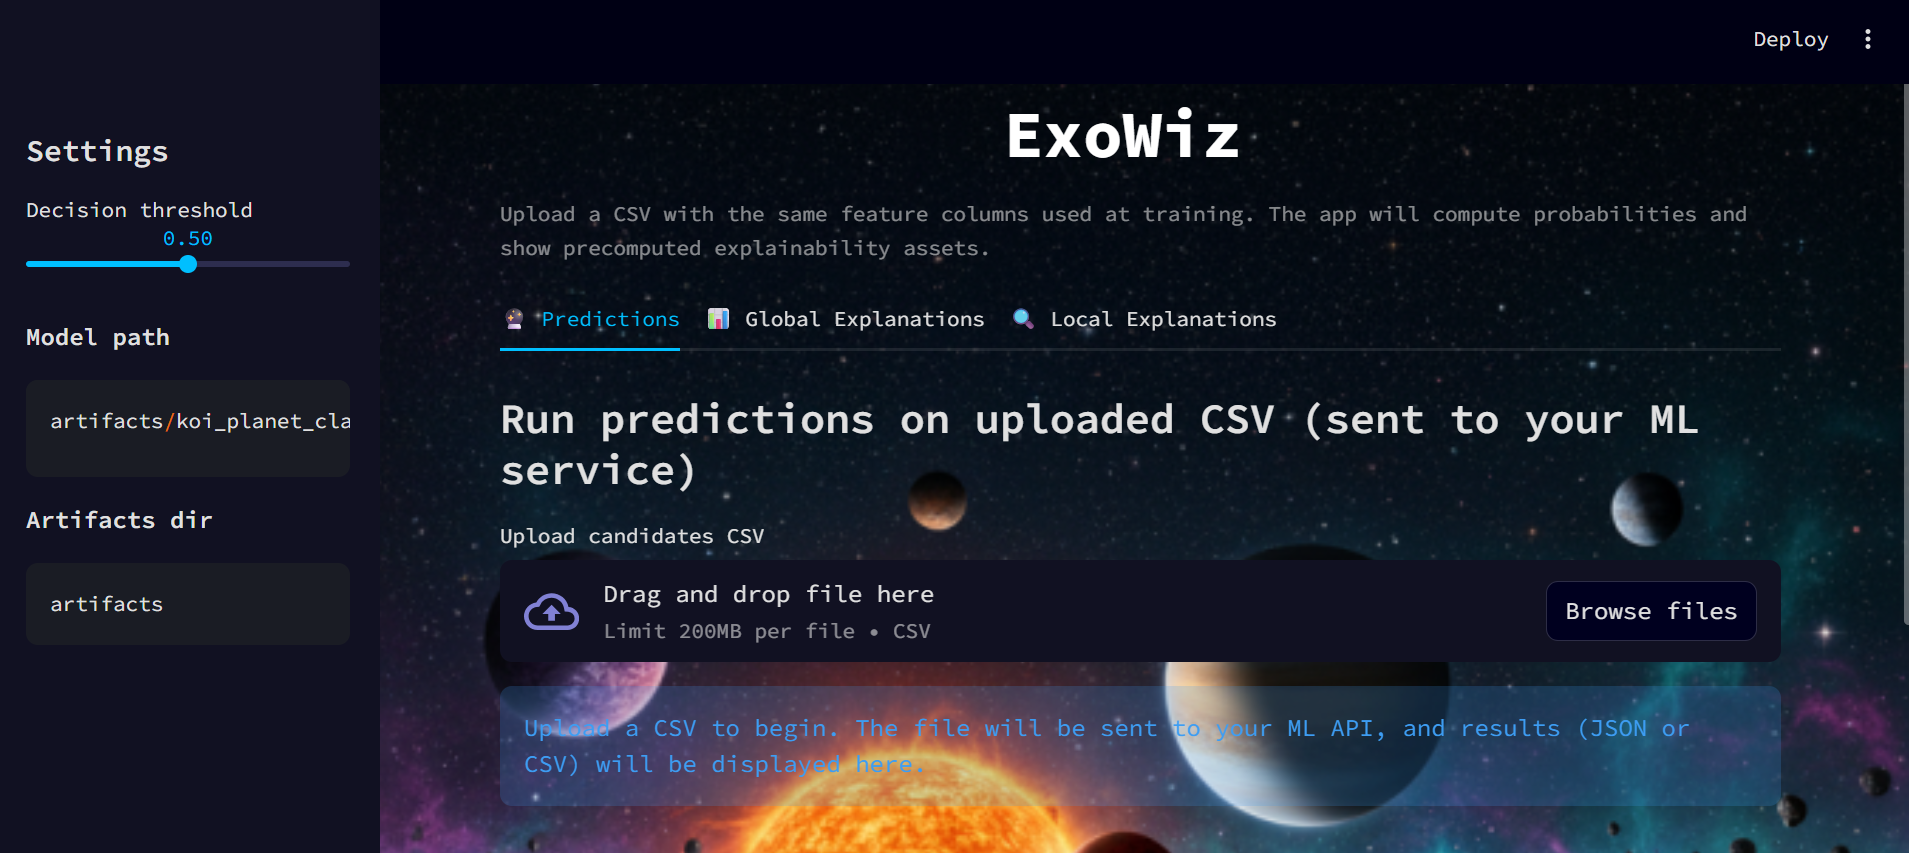 Deploy
Settings
Decision threshold
0.50
Model path
artifacts/koi_planet_cla
Artifacts dir
artifacts
ExoWiz
Upload a CSV with the same feature columns used at training. The app will compute probabilities and
show precomputed explainability assets.
Predictions
Global Explanations
Local Explanations
Run predictions on uploaded CSV (sent to your ML
service)
Upload candidates CSV
Drag and drop file here
Limit 200MB per file • CSV
Browse files
Upload a CSV to begin. The file will be sent to your ML API, and results (JSON or
CSV) will be displayed here.